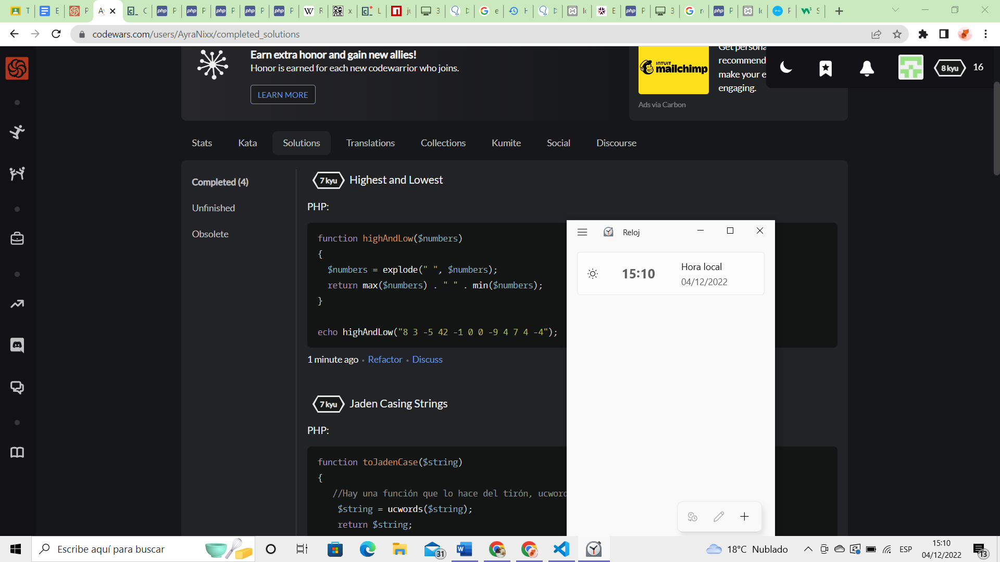 codewars.com/users/AyraNixx/completed_solutions
Earn extra honor and gain new allies!
Honor is earned for each new codewarrior who joins.
LEARN MORE
INTUIT
mailchimp
recommend
make your e
engaging.
Ads via Carbon
8 kyu
16
Stats
Kata
Solutions
Translations
Collections
Kumite
Social
Discourse
Completed (4)
Unfinished
Obsolete
7 kyu
Highest and Lowest
PHP:
function highAndLow($numbers)
{
$numbers = explode(" ", $numbers);
return max($numbers) . " " . min($numbers);
}
echo highAndLow("8 3 -5 42 -1 0 0 -9 4 7 4 -4");
1 minute ago • Refactor • Discuss
7 kyu
Jaden Casing Strings
PHP:
function toJadenCase($string)
{
//Hay una función que lo hace del tirón, ucword
$string = ucwords($string);
return $string;
Reloj
15:10
Hora local
04/12/2022
Escribe aquí para buscar
31
18°C Nublado
ESP
15:10
04/12/2022
13